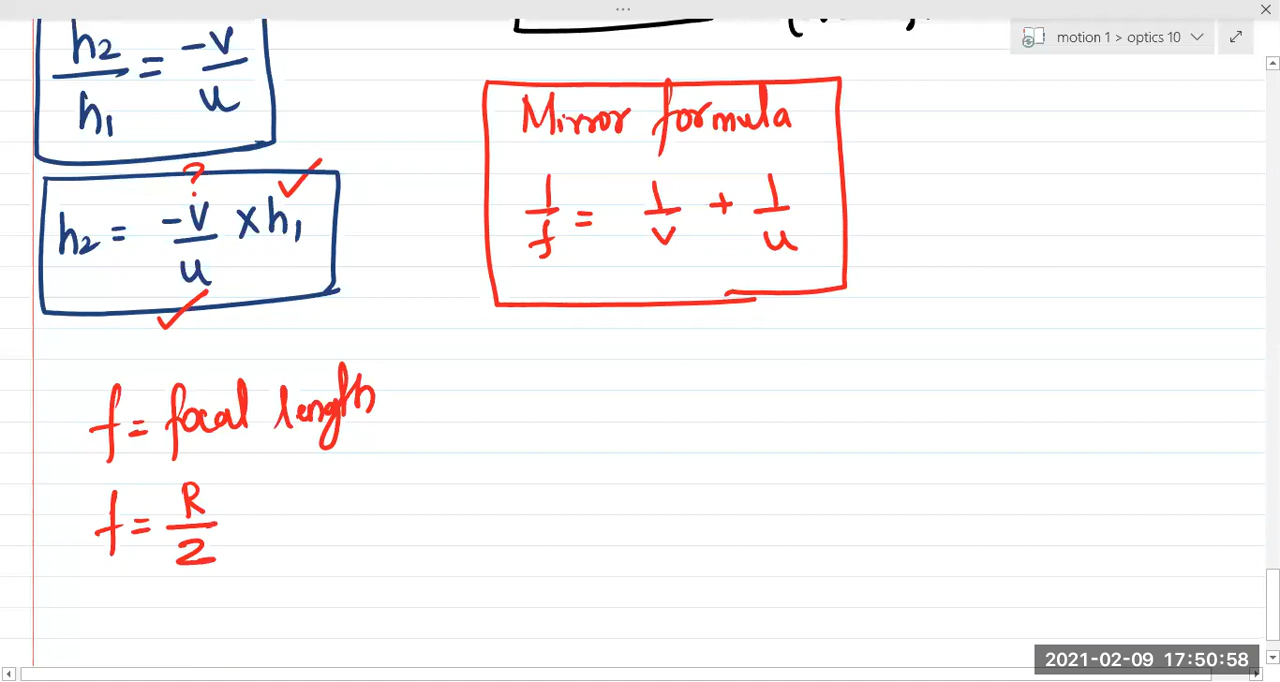 ...
motion 1 > optics 10
h2/h1 = -v/u
Mirror formula
1/f = 1/v + 1/u
?
h2 = -v/u × h1
f = focal length
f = R/2
2021-02-09 17:50:58